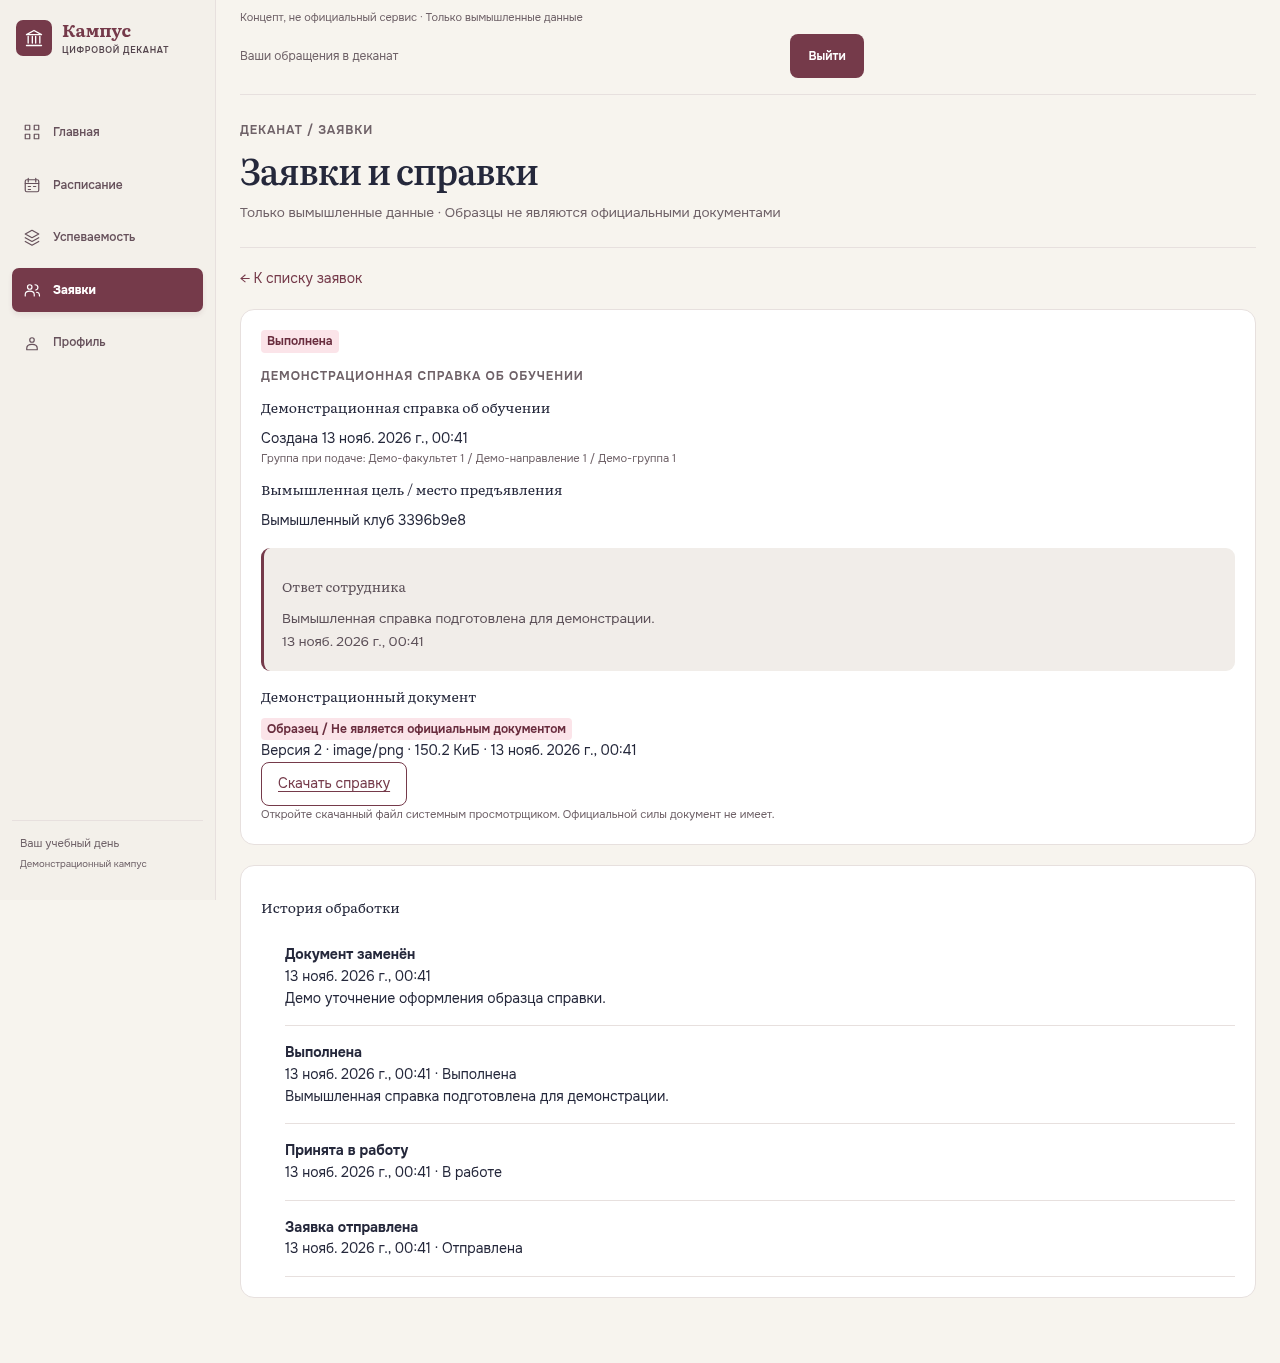 Кампус
ЦИФРОВОЙ ДЕКАНАТ
Главная
Расписание
Успеваемость
Заявки
Профиль
Ваш учебный день
Демонстрационный кампус
Концепт, не официальный сервис · Только вымышленные данные
Ваши обращения в деканат
Выйти
ДЕКАНАТ / ЗАЯВКИ
Заявки и справки
Только вымышленные данные · Образцы не являются официальными документами
← К списку заявок
Выполнена
ДЕМОНСТРАЦИОННАЯ СПРАВКА ОБ ОБУЧЕНИИ
Демонстрационная справка об обучении
Создана 13 нояб. 2026 г., 00:41
Группа при подаче: Демо-факультет 1 / Демо-направление 1 / Демо-группа 1
Вымышленная цель / место предъявления
Вымышленный клуб 3396b9e8
Ответ сотрудника
Вымышленная справка подготовлена для демонстрации.
13 нояб. 2026 г., 00:41
Демонстрационный документ
Образец / Не является официальным документом
Версия 2 · image/png · 150.2 КиБ · 13 нояб. 2026 г., 00:41
Скачать справку
Откройте скачанный файл системным просмотрщиком. Официальной силы документ не имеет.
История обработки
Документ заменён
13 нояб. 2026 г., 00:41
Демо уточнение оформления образца справки.
Выполнена
13 нояб. 2026 г., 00:41 · Выполнена
Вымышленная справка подготовлена для демонстрации.
Принята в работу
13 нояб. 2026 г., 00:41 · В работе
Заявка отправлена
13 нояб. 2026 г., 00:41 · Отправлена